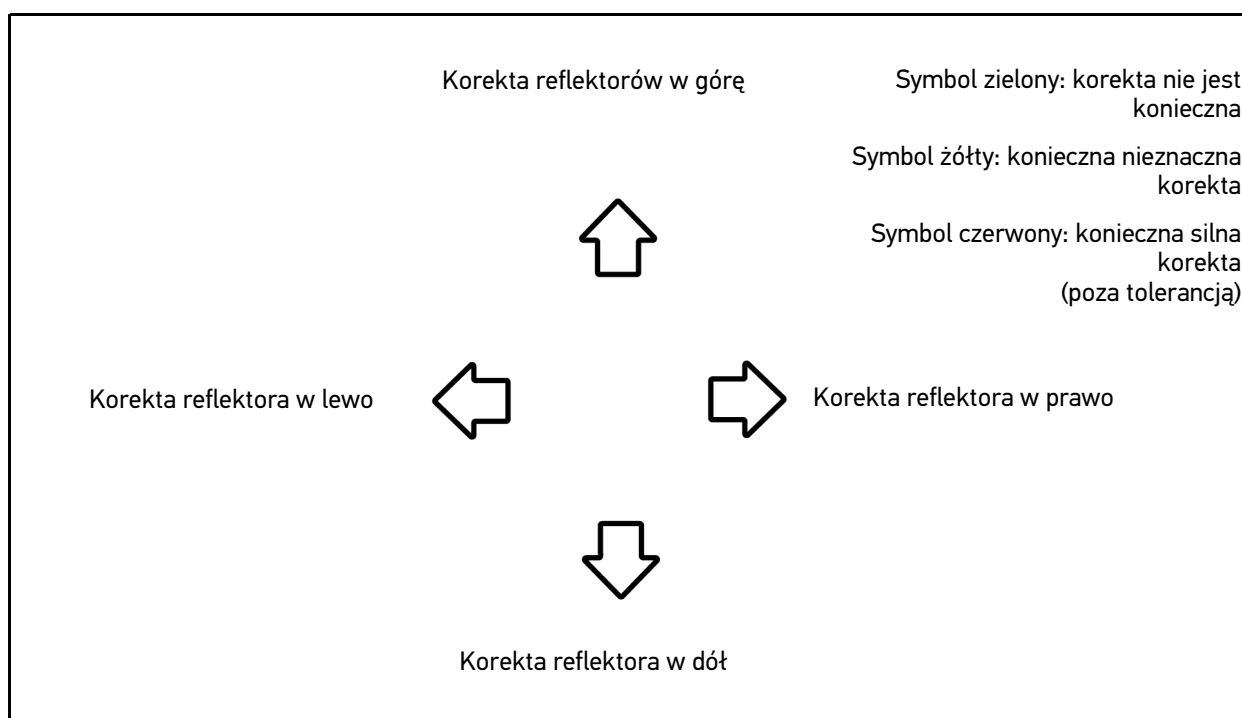 Korekta reflektorów w górę
Symbol zielony: korekta nie jest
konieczna
Symbol żółty: konieczna nieznaczna
korekta
Symbol czerwony: konieczna silna
korekta
(poza tolerancją)
Korekta reflektora w lewo
Korekta reflektora w prawo
Korekta reflektora w dół